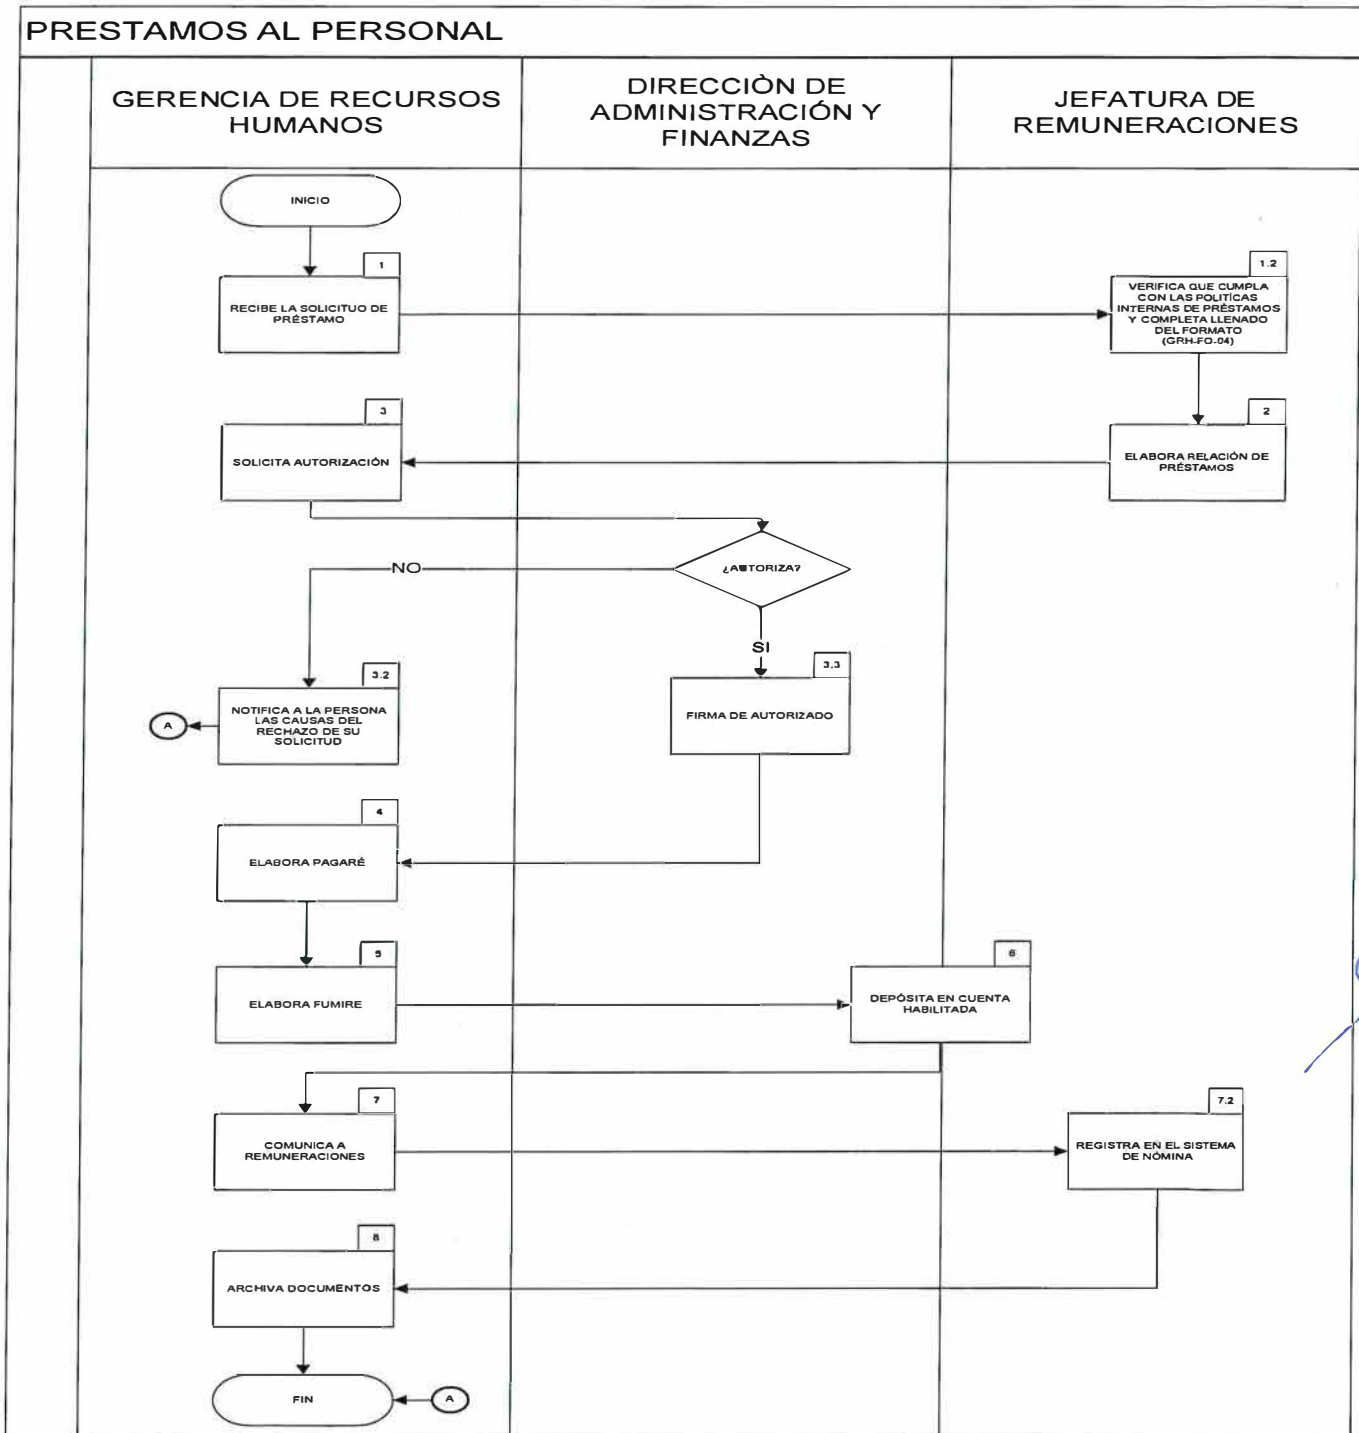 PRESTAMOS AL PERSONAL
GERENCIA DE RECURSOS
HUMANOS
DIRECCIÒN DE
ADMINISTRACIÓN Y
FINANZAS
JEFATURA DE
REMUNERACIONES
INICIO
1
RECIBE LA SOLICITUD DE
PRÉSTAMO
1.2
VERIFICA QUE CUMPLA
CON LAS POLITÍCAS
INTERNAS DE PRÉSTAMOS
Y COMPLETA LLENADO
DEL FORMATO
(GRH-FO-04)
3
SOLICITA AUTORIZACIÓN
2
ELABORA RELACIÓN DE
PRÉSTAMOS
¿AUTORIZA?
NO
SI
3.2
NOTIFICA A LA PERSONA
LAS CAUSAS DEL
RECHAZO DE SU
SOLICITUD
A
3.3
FIRMA DE AUTORIZADO
4
ELABORA PAGARÉ
5
ELABORA FUMIRE
6
DEPÓSITA EN CUENTA
HABILITADA
7
COMUNICA A
REMUNERACIONES
7.2
REGISTRA EN EL SISTEMA
DE NÓMINA
8
ARCHIVA DOCUMENTOS
FIN
A